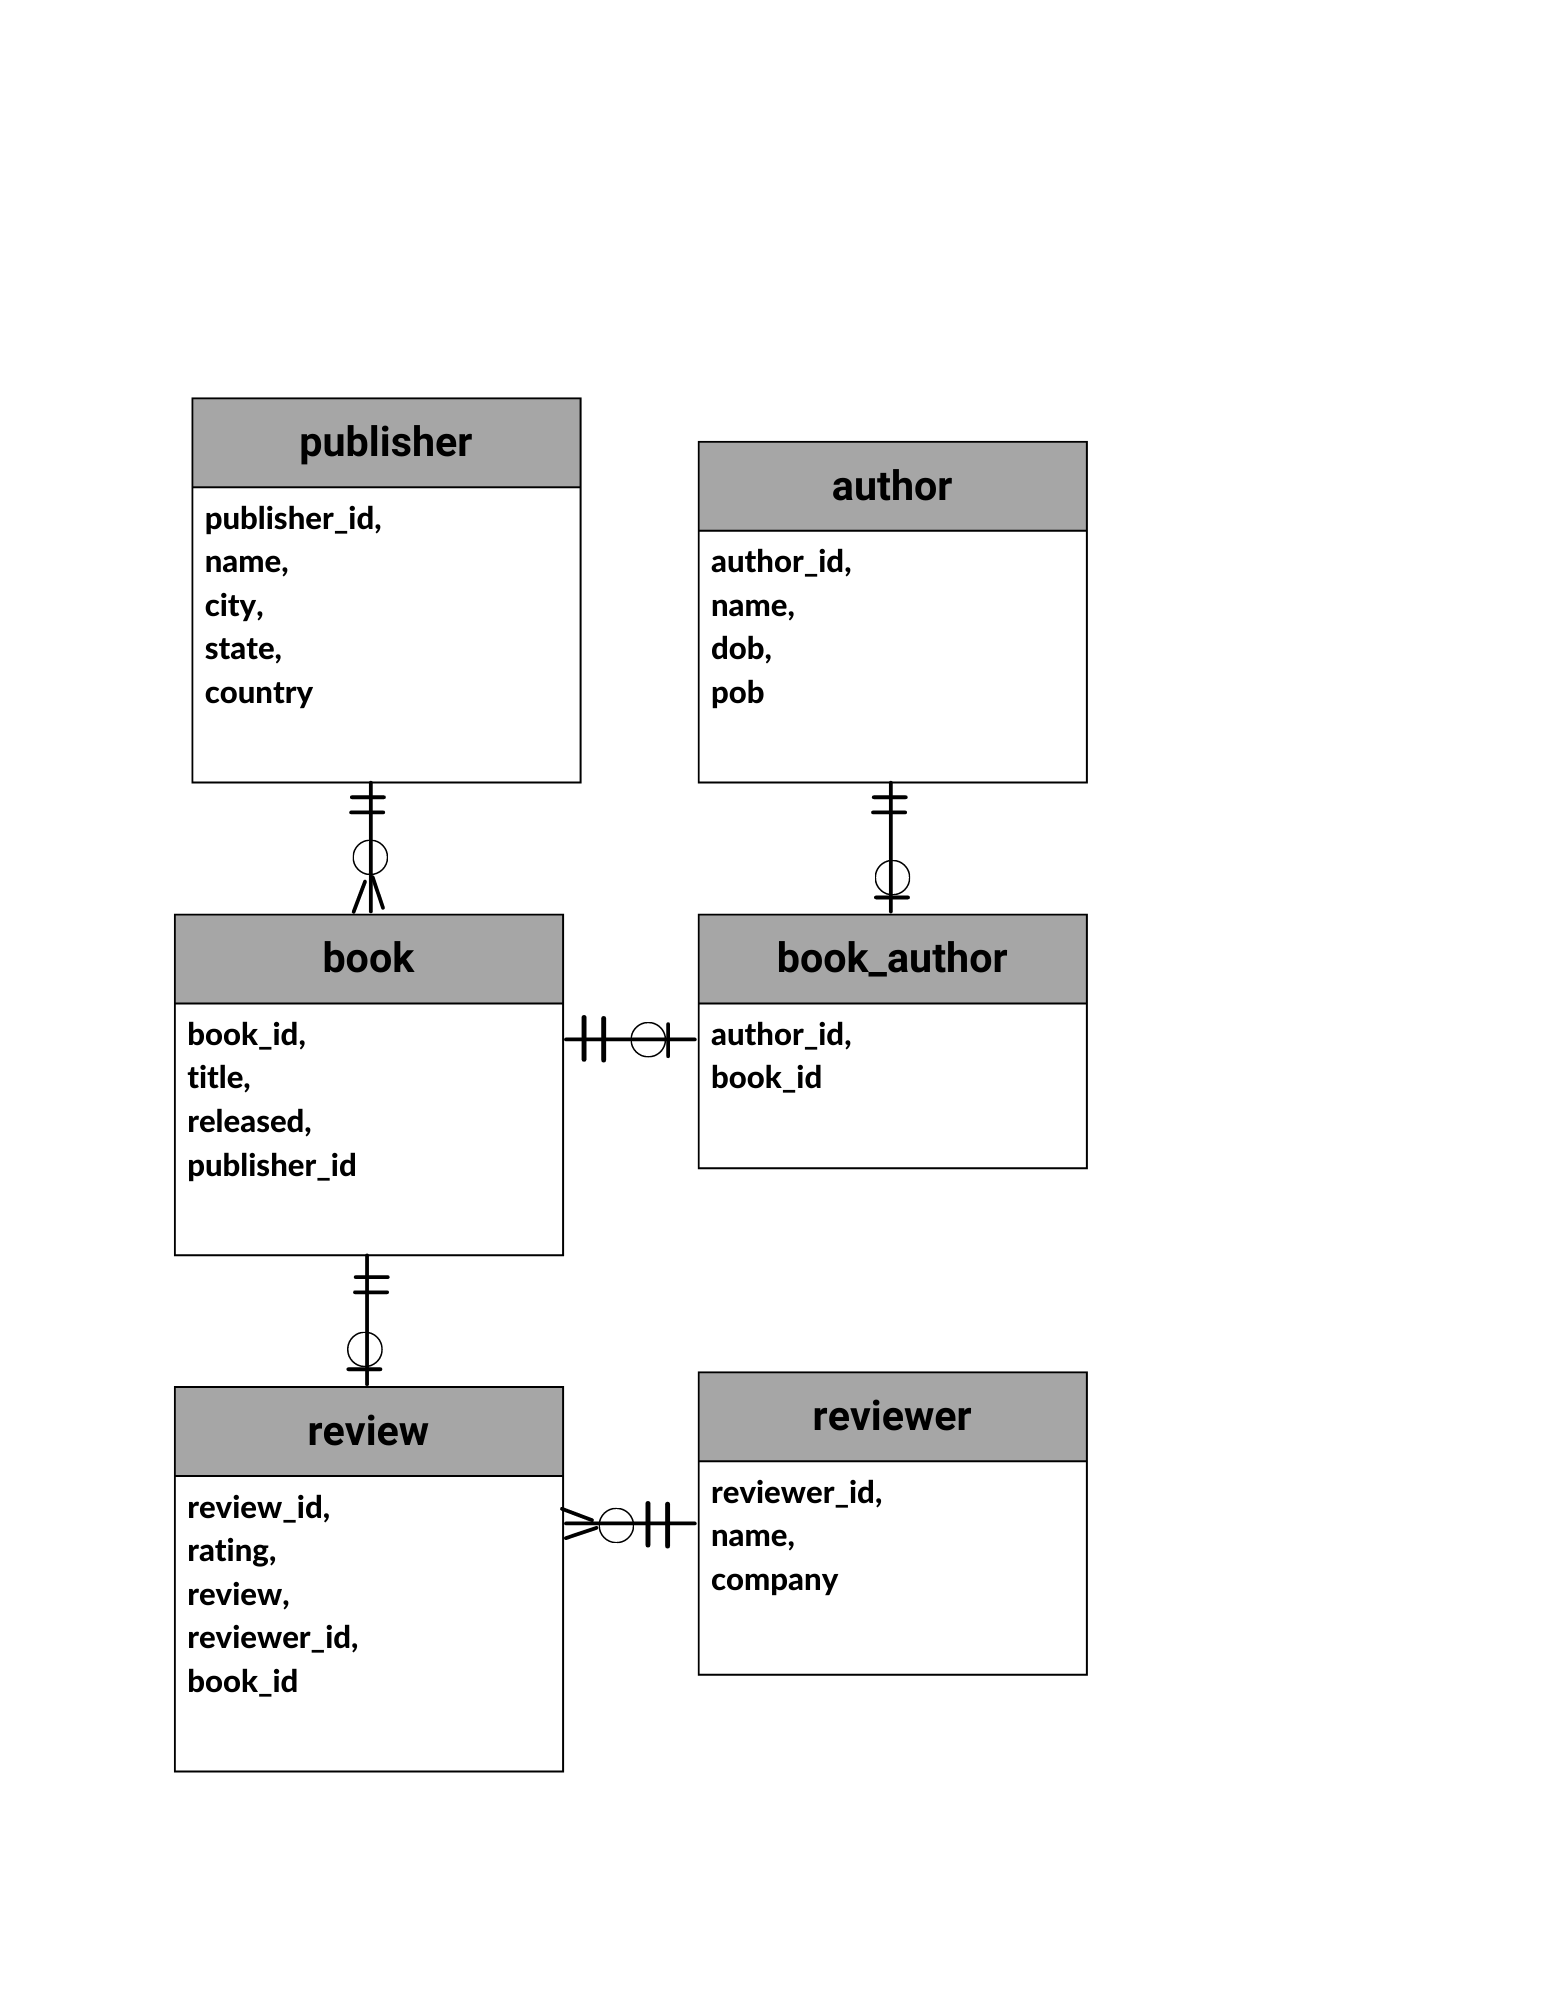 publisher
publisher_id,
name,
city,
state,
country
author
author_id,
name,
dob,
pob
book
book_id,
title,
released,
publisher_id
book_author
author_id,
book_id
review
review_id,
rating,
review,
reviewer_id,
book_id
reviewer
reviewer_id,
name,
company